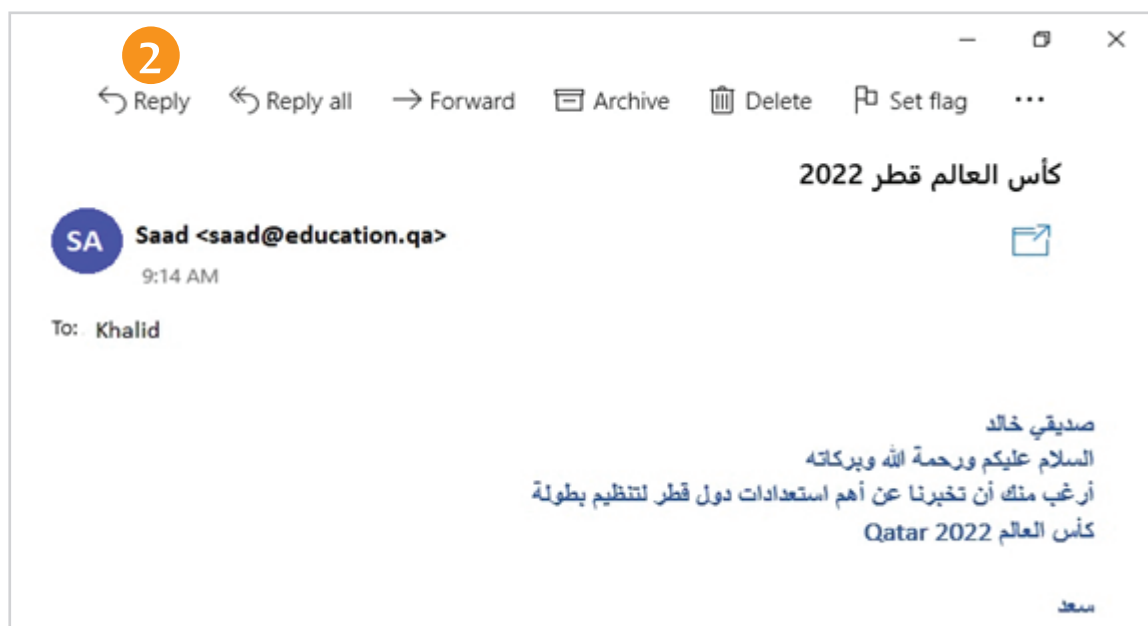 2
Reply Reply all Forward Archive Delete Set flag ...
كأس العالم قطر 2022
SA
Saad <saad@education.qa>
9:14 AM
To: Khalid
صديقي خالد
السلام عليكم ورحمة الله وبركاته
أرغب منك أن تخبرنا عن أهم استعدادات دول قطر لتنظيم بطولة
كأس العالم Qatar 2022
سعد